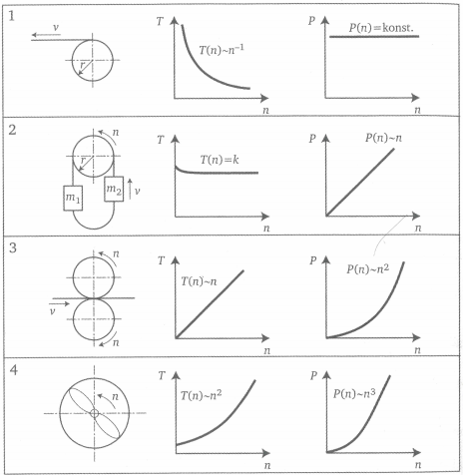 1
v
r
T
T(n)~n⁻¹
n
P
P(n)=konst.
n
2
n
r
m₁
m₂
v
T
T(n)=k
n
P
P(n)~n
n
3
n
v
n
T
T(n)~n
n
P
P(n)~n²
n
4
n
T
T(n)~n²
n
P
P(n)~n³
n